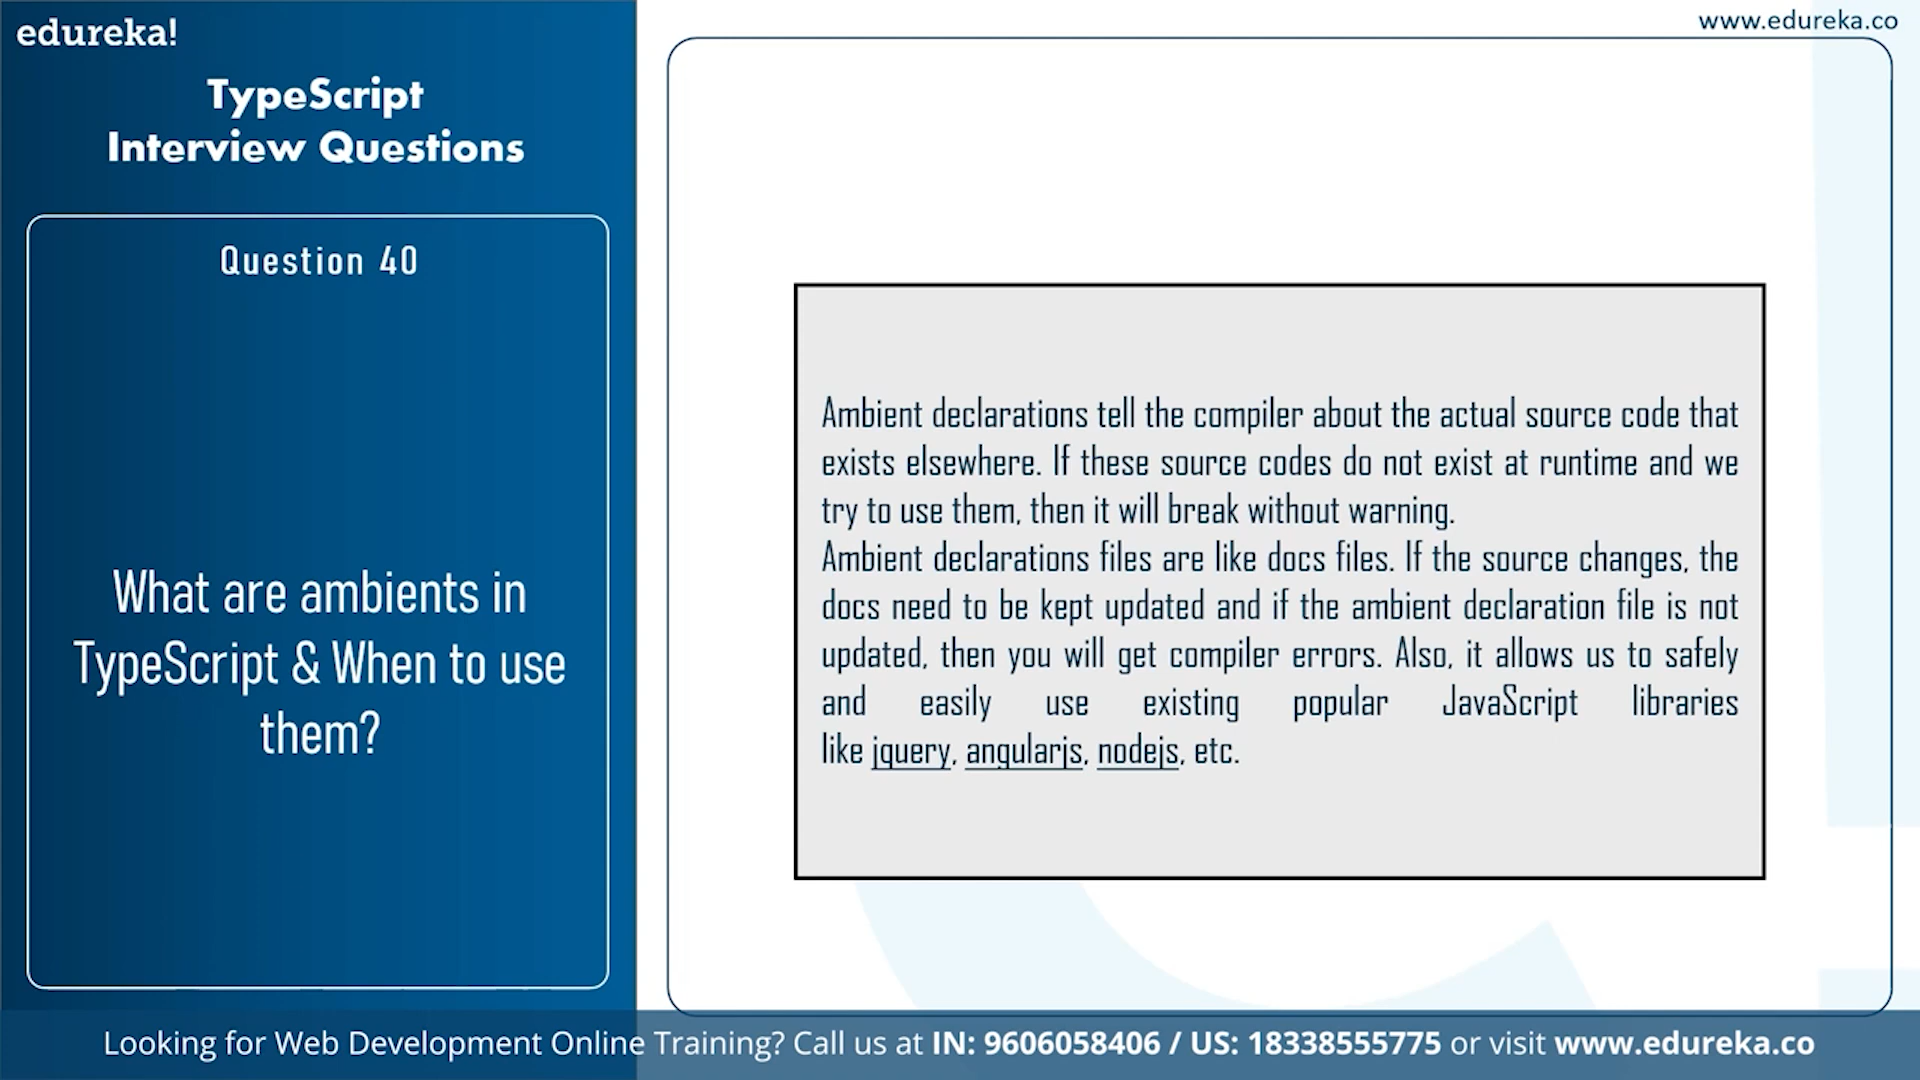 edureka!
www.edureka.co
TypeScript
Interview Questions
Question 40
What are ambients in
TypeScript & When to use
them?
Ambient declarations tell the compiler about the actual source code that
exists elsewhere. If these source codes do not exist at runtime and we
try to use them, then it will break without warning.
Ambient declarations files are like docs files. If the source changes, the
docs need to be kept updated and if the ambient declaration file is not
updated, then you will get compiler errors. Also, it allows us to safely
and easily use existing popular JavaScript libraries
like jquery, angularjs, nodejs, etc.
Looking for Web Development Online Training? Call us at IN: 9606058406 / US: 18338555775 or visit www.edureka.co